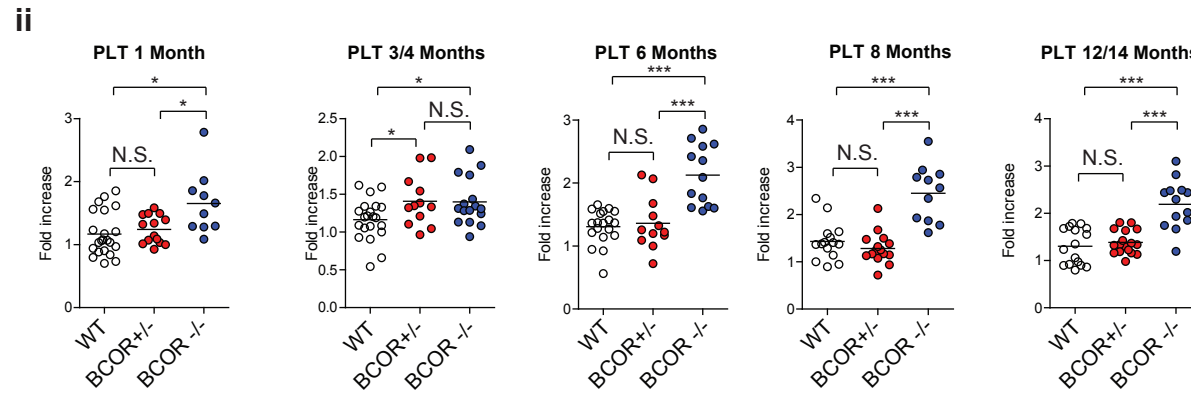 ii
PLT 1 Month
*
*
N.S.
Fold increase
3
2
1
0
WT
BCOR+/-
BCOR -/-
PLT 3/4 Months
*
N.S.
*
Fold increase
2.5
2.0
1.5
1.0
0.5
0.0
WT
BCOR+/-
BCOR -/-
PLT 6 Months
***
***
N.S.
Fold increase
3
2
1
0
WT
BCOR+/-
BCOR -/-
PLT 8 Months
***
***
N.S.
Fold increase
4
3
2
1
0
WT
BCOR+/-
BCOR -/-
PLT 12/14 Months
***
***
N.S.
Fold increase
4
3
2
1
0
WT
BCOR+/-
BCOR -/-